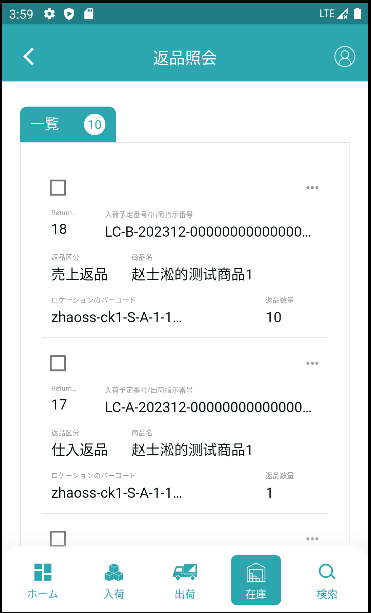 3:59 LTE
返品照会
一覧 10
Return...
入荷予定番号/出荷指示番号
18
LC-B-202312-00000000000000...
返品区分 商品名
売上返品 赵士淞的测试商品1
ロケーションのバーコード 返品数量
zhaoss-ck1-S-A-1-1... 10
Return...
入荷予定番号/出荷指示番号
17
LC-A-202312-00000000000000...
返品区分 商品名
仕入返品 赵士淞的测试商品1
ロケーションのバーコード 返品数量
zhaoss-ck1-S-A-1-1... 1
ホーム 入荷 出荷 在庫 検索